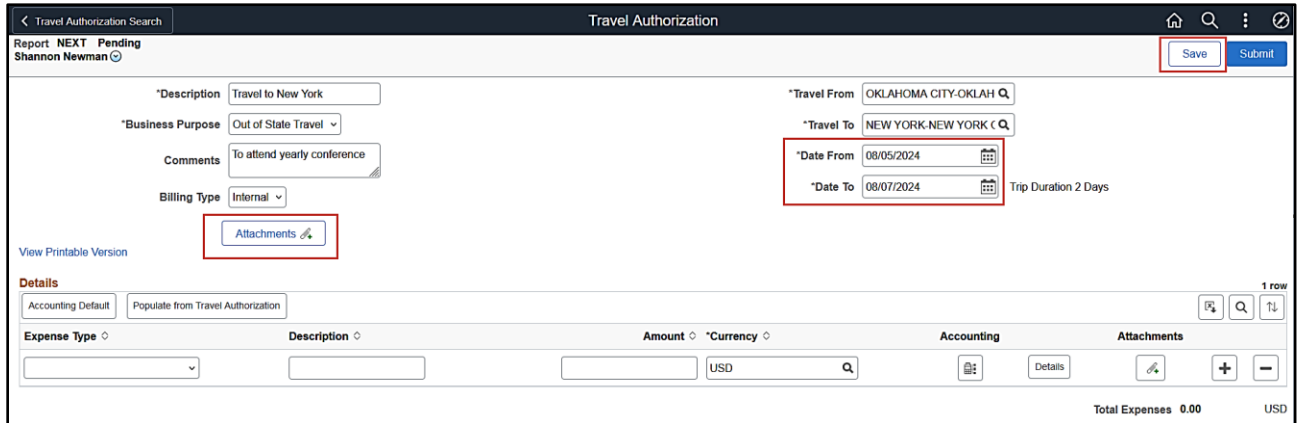 Travel Authorization Search
Travel Authorization
Report NEXT Pending
Shannon Newman
Save
Submit
*Description Travel to New York
*Travel From OKLAHOMA CITY-OKLAH
*Business Purpose Out of State Travel
*Travel To NEW YORK-NEW YORK (
Comments To attend yearly conference
*Date From 08/05/2024
*Date To 08/07/2024 Trip Duration 2 Days
Billing Type Internal
Attachments
View Printable Version
Details
1 row
Accounting Default Populate from Travel Authorization
Expense Type Description Amount *Currency Accounting Attachments
USD Details
Total Expenses 0.00 USD